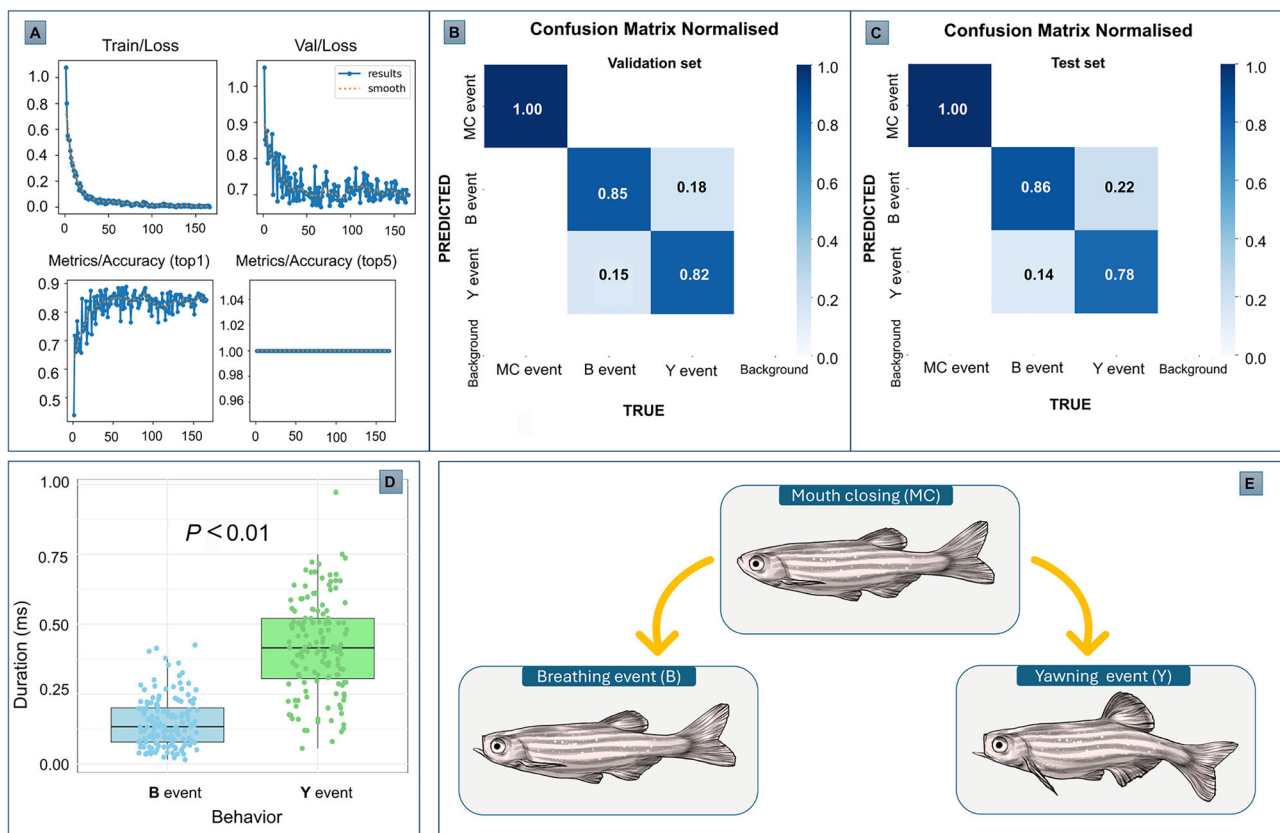 A
Train/Loss
Val/Loss
1.0
0.8
0.6
0.4
0.2
0.0
0
50
100
150
results
smooth
1.0
0.9
0.8
0.7
0
50
100
150
Metrics/Accuracy (top1)
Metrics/Accuracy (top5)
0.9
0.8
0.7
0.6
0.5
0
50
100
150
1.04
1.02
1.00
0.98
0.96
0
50
100
150
B
Confusion Matrix Normalised
Validation set
PREDICTED
MC event
B event
Y event
Background
1.00
0.85
0.18
0.15
0.82
MC event
B event
Y event
Background
TRUE
1.0
0.8
0.6
0.4
0.2
0.0
C
Confusion Matrix Normalised
Test set
PREDICTED
MC event
B event
Y event
Background
1.00
0.86
0.22
0.14
0.78
MC event
B event
Y event
Background
TRUE
1.0
0.8
0.6
0.4
0.2
0.0
D
Duration (ms)
1.00
0.75
0.50
0.25
0.00
P < 0.01
B event
Y event
Behavior
E
Mouth closing (MC)
Breathing event (B)
Yawning event (Y)